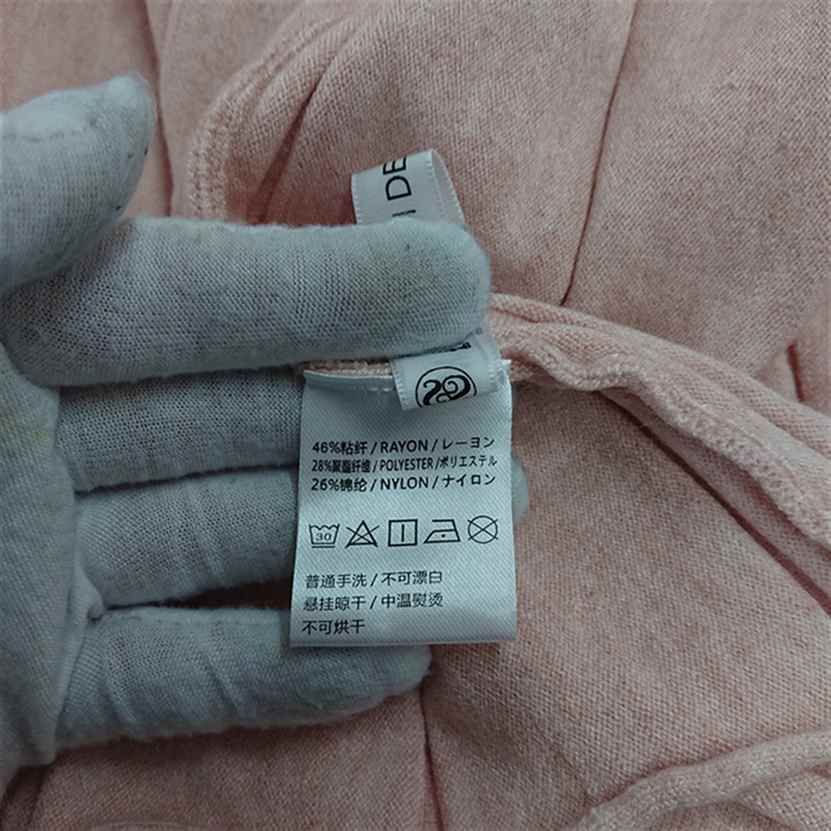 DE
46%粘纤 / RAYON / レーヨン
28%聚酯纤维 / POLYESTER /ポリエステル
26%锦纶 / NYLON / ナイロン
30
普通手洗 / 不可漂白
悬挂晾干 / 中温熨烫
不可烘干